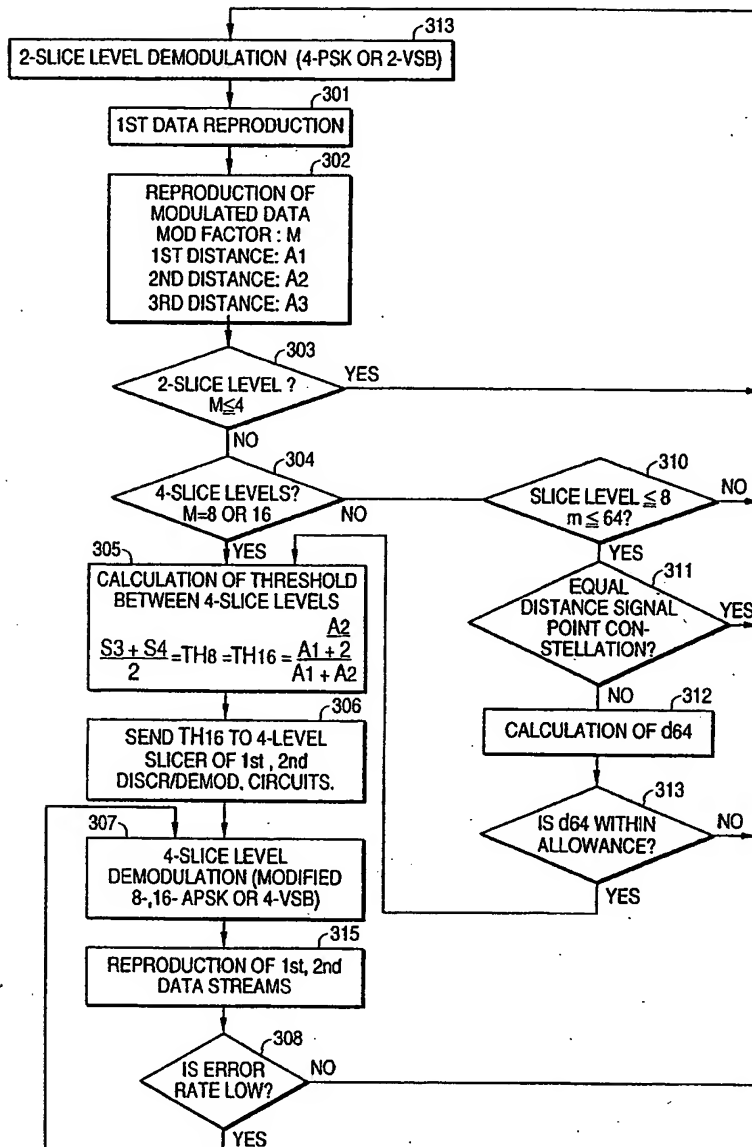 313
2-SLICE LEVEL DEMODULATION (4-PSK OR 2-VSB)
301
1ST DATA REPRODUCTION
302
REPRODUCTION OF
MODULATED DATA
MOD FACTOR : M
1ST DISTANCE: A1
2ND DISTANCE: A2
3RD DISTANCE: A3
303
2-SLICE LEVEL ?
M≦4
YES
NO
304
4-SLICE LEVELS?
M=8 OR 16
NO
YES
310
SLICE LEVEL ≦ 8
m ≦ 64?
NO
YES
305
CALCULATION OF THRESHOLD
BETWEEN 4-SLICE LEVELS
S3 + S4
2
=TH8 =TH16 =
A2
A1 + 2
A1 + A2
311
EQUAL
DISTANCE SIGNAL
POINT CON-
STELLATION?
YES
NO
306
SEND TH16 TO 4-LEVEL
SLICER OF 1st , 2nd
DISCR/DEMOD, CIRCUITS.
312
CALCULATION OF d64
313
IS d64 WITHIN
ALLOWANCE?
NO
YES
307
4-SLICE LEVEL
DEMODULATION (MODIFIED
8-,16- APSK OR 4-VSB)
315
REPRODUCTION OF 1st, 2nd
DATA STREAMS
308
IS ERROR
RATE LOW?
NO
YES